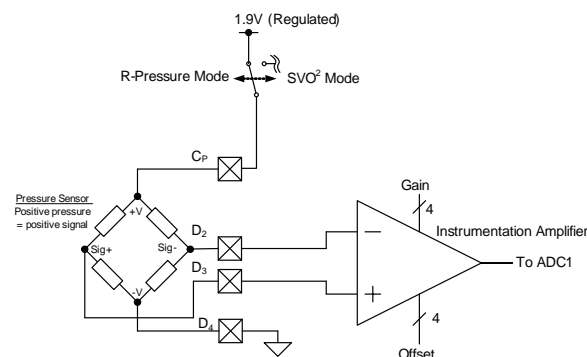 1.9V (Regulated)
R-Pressure Mode
SVO² Mode
CP
Pressure Sensor
Positive pressure
= positive signal
+V
Sig+
Sig-
-V
D2
D3
D4
Gain
4
Instrumentation Amplifier
−
+
To ADC1
4
Offset